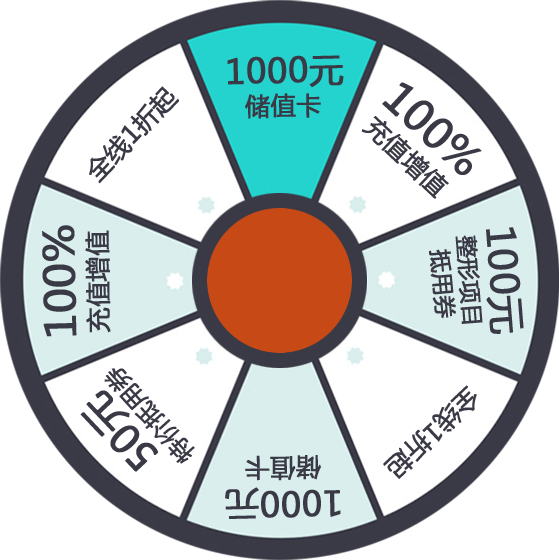 1000元
储值卡
100%
充值增值
100元
整形项目
抵用券
全线1折起
1000元
储值卡
50元
特价抵用券
100%
充值增值
全线1折起